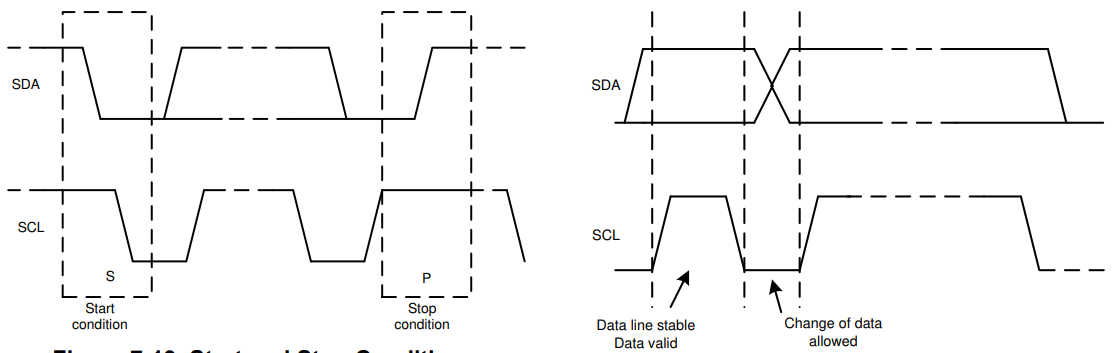 SDA
SCL
S
P
Start
condition
Stop
condition
SDA
SCL
Data line stable
Data valid
Change of data
allowed